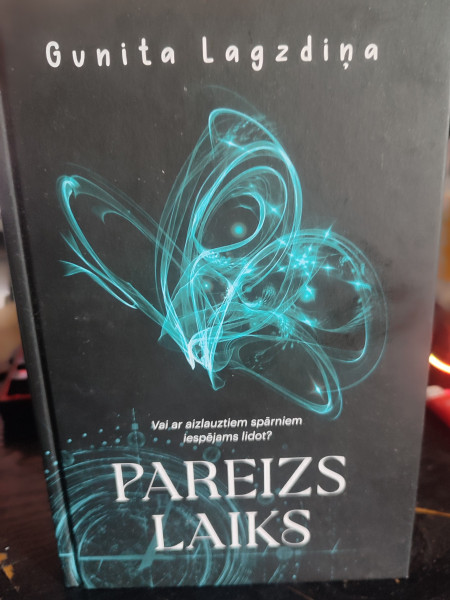 Gunita Lagzdiņa
Vai ar aizlauztiem spārniem
iespējams lidot?
PAREIZS
LAIKS